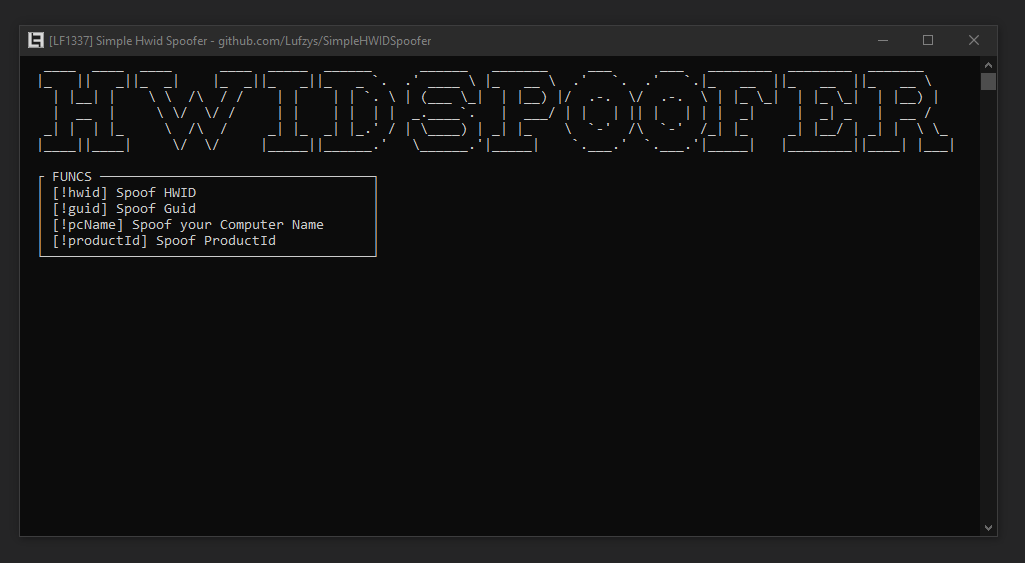 [LF1337] Simple Hwid Spoofer - github.com/Lufzys/SimpleHWIDSpoofer
HWIDSPOOFER
FUNCS
[!hwid] Spoof HWID
[!guid] Spoof Guid
[!pcName] Spoof your Computer Name
[!productId] Spoof ProductId